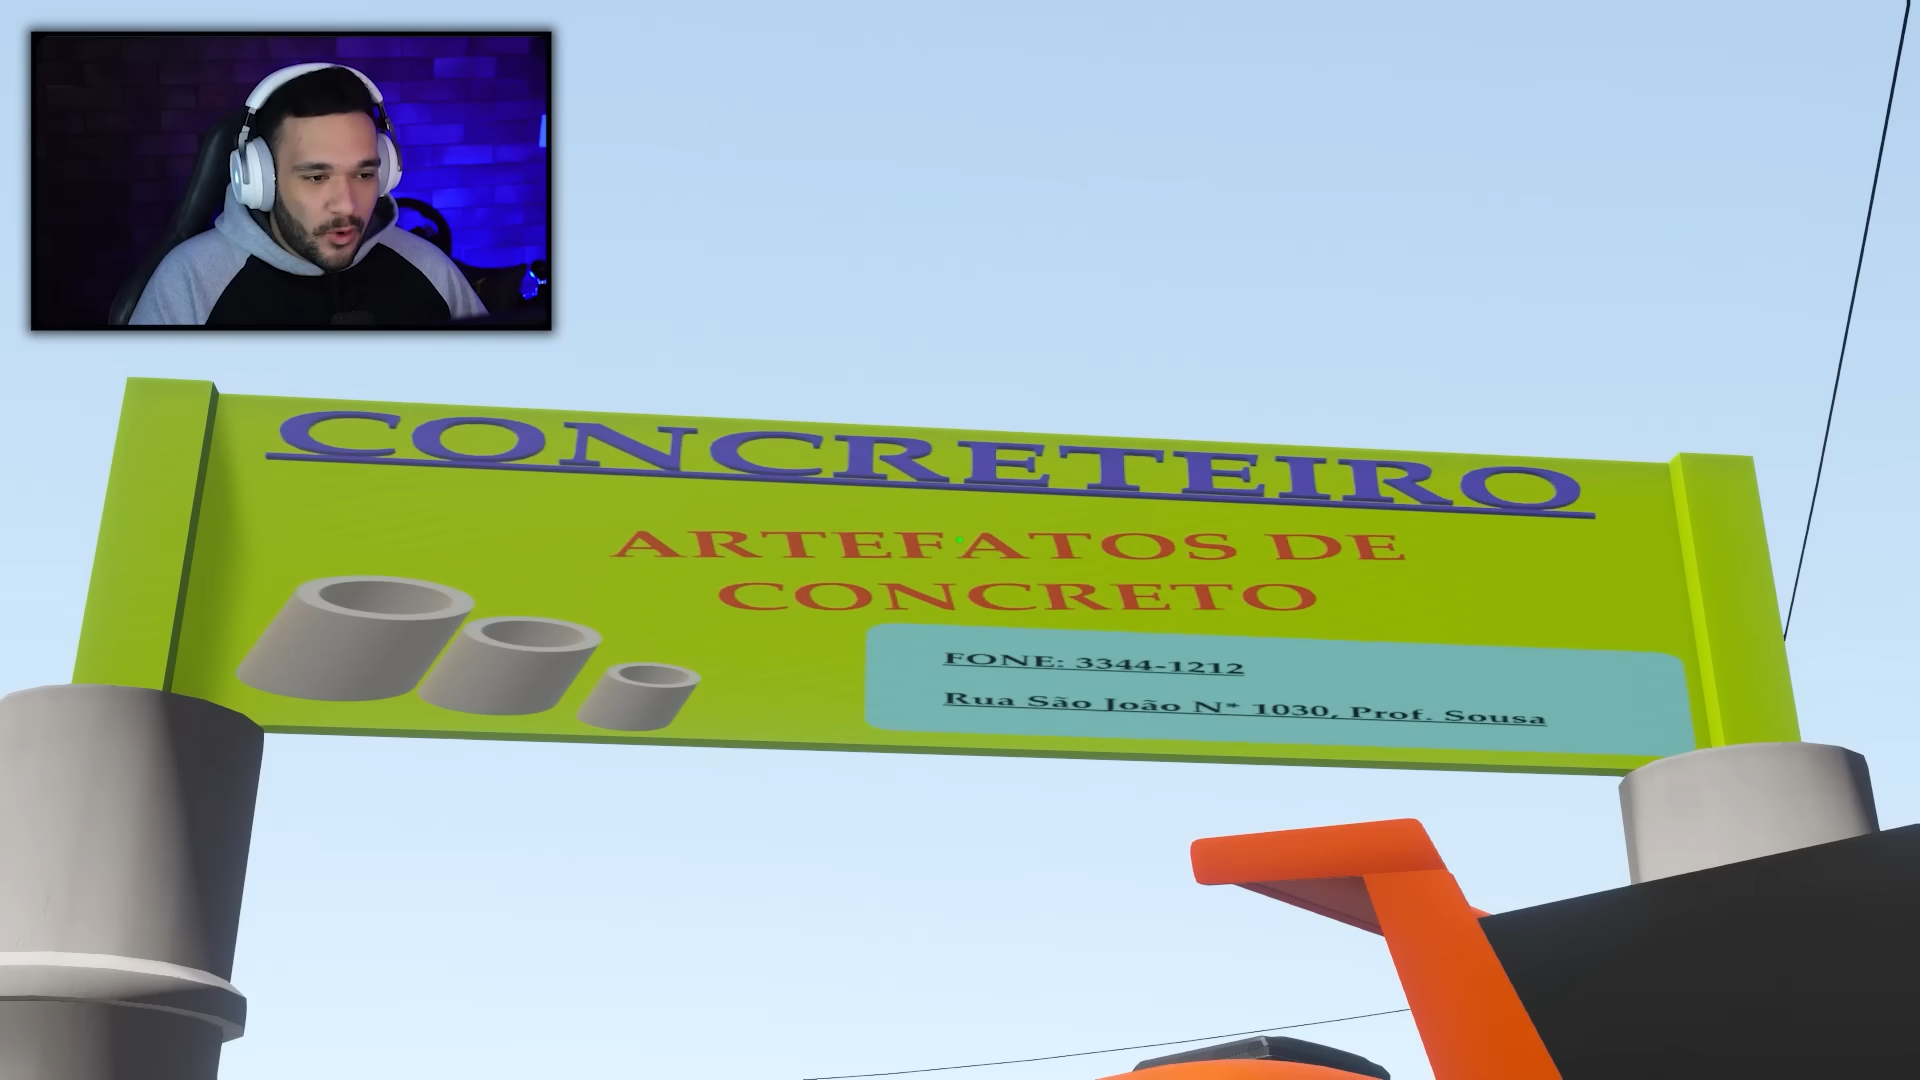 CONCRETEIRO
ARTEFATOS DE
CONCRETO
FONE: 3344-1212
Rua São João N* 1030, Prof. Sousa